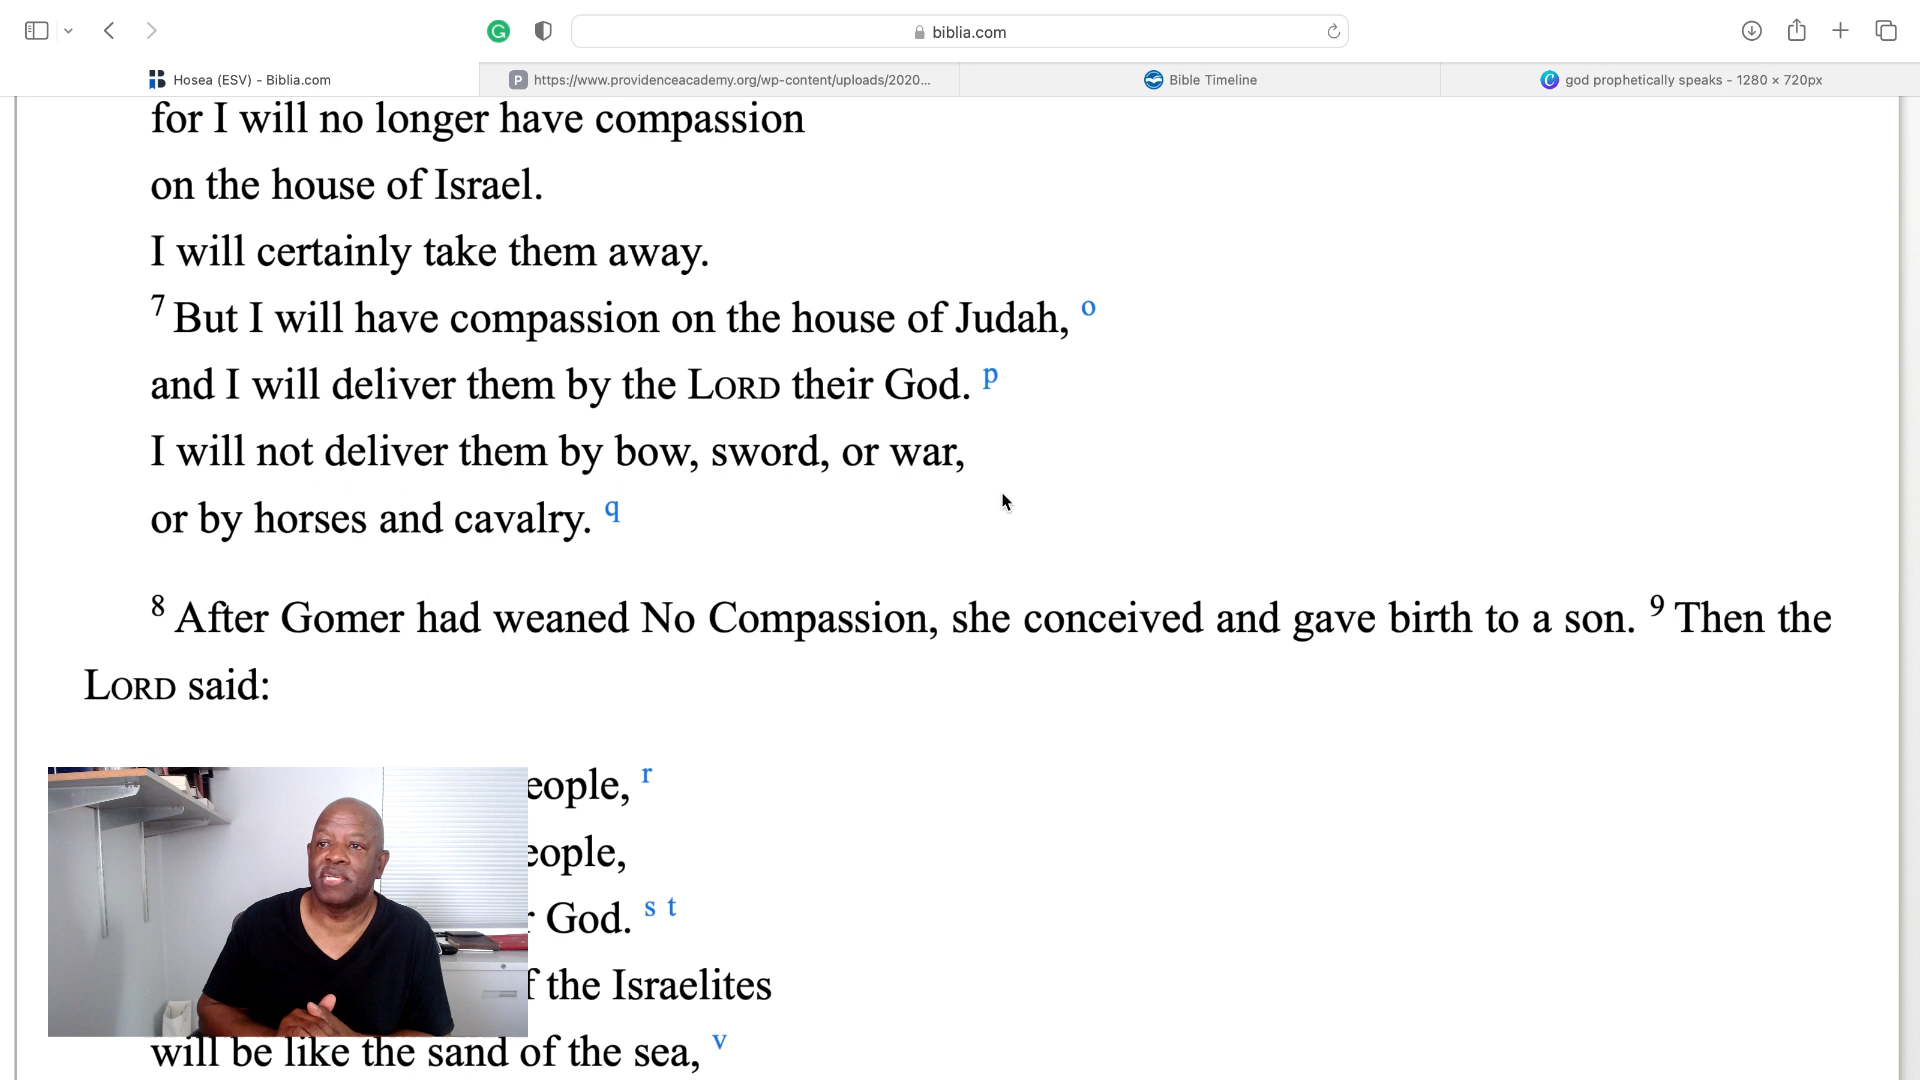 biblia.com
Hosea (ESV) - Biblia.com
https://www.providenceacademy.org/wp-content/uploads/2020...
Bible Timeline
god prophetically speaks - 1280 × 720px
for I will no longer have compassion
on the house of Israel.
I will certainly take them away.
7 But I will have compassion on the house of Judah, o
and I will deliver them by the LORD their God. p
I will not deliver them by bow, sword, or war,
or by horses and cavalry. q
8 After Gomer had weaned No Compassion, she conceived and gave birth to a son. 9 Then the
LORD said:
eople, r
eople,
God. s t
the Israelites
will be like the sand of the sea, v